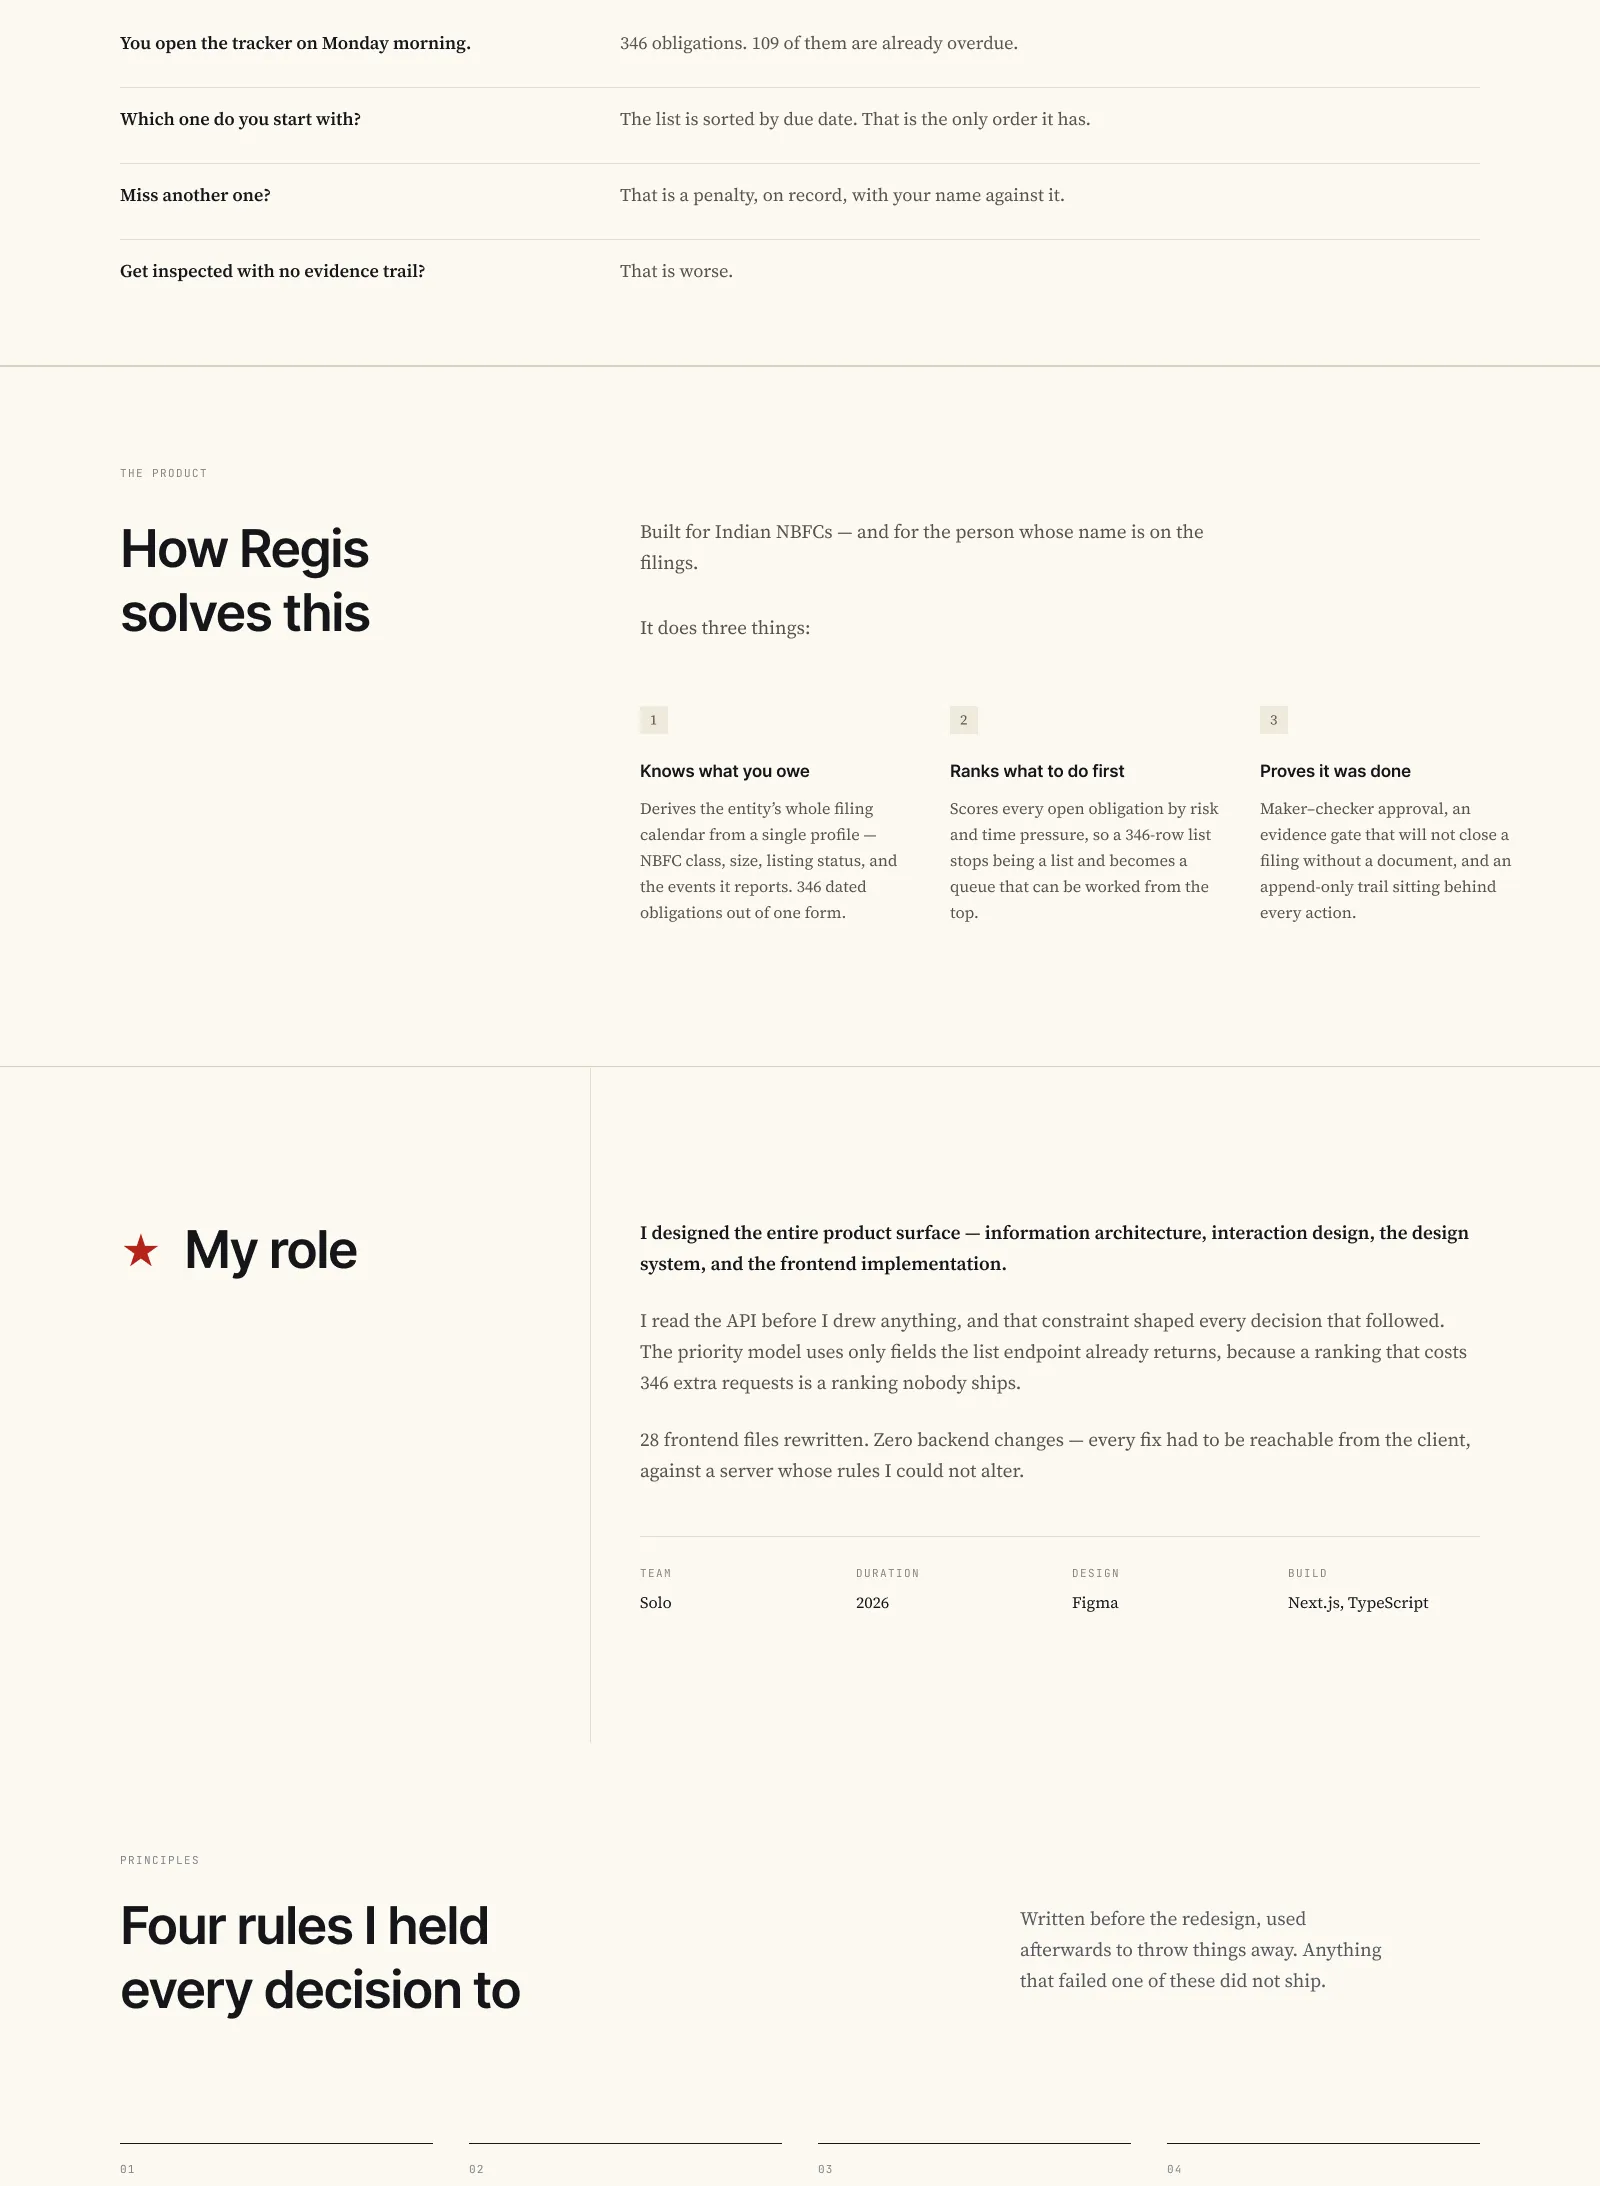 You open the tracker on Monday morning.
346 obligations. 109 of them are already overdue.
Which one do you start with?
The list is sorted by due date. That is the only order it has.
Miss another one?
That is a penalty, on record, with your name against it.
Get inspected with no evidence trail?
That is worse.
THE PRODUCT
How Regis
solves this
Built for Indian NBFCs — and for the person whose name is on the
filings.
It does three things:
1
Knows what you owe
Derives the entity’s whole filing
calendar from a single profile —
NBFC class, size, listing status, and
the events it reports. 346 dated
obligations out of one form.
2
Ranks what to do first
Scores every open obligation by risk
and time pressure, so a 346-row list
stops being a list and becomes a
queue that can be worked from the
top.
3
Proves it was done
Maker–checker approval, an
evidence gate that will not close a
filing without a document, and an
append-only trail sitting behind
every action.
★ My role
I designed the entire product surface — information architecture, interaction design, the design
system, and the frontend implementation.
I read the API before I drew anything, and that constraint shaped every decision that followed.
The priority model uses only fields the list endpoint already returns, because a ranking that costs
346 extra requests is a ranking nobody ships.
28 frontend files rewritten. Zero backend changes — every fix had to be reachable from the client,
against a server whose rules I could not alter.
TEAM
Solo
DURATION
2026
DESIGN
Figma
BUILD
Next.js, TypeScript
PRINCIPLES
Four rules I held
every decision to
Written before the redesign, used
afterwards to throw things away. Anything
that failed one of these did not ship.
01
02
03
04